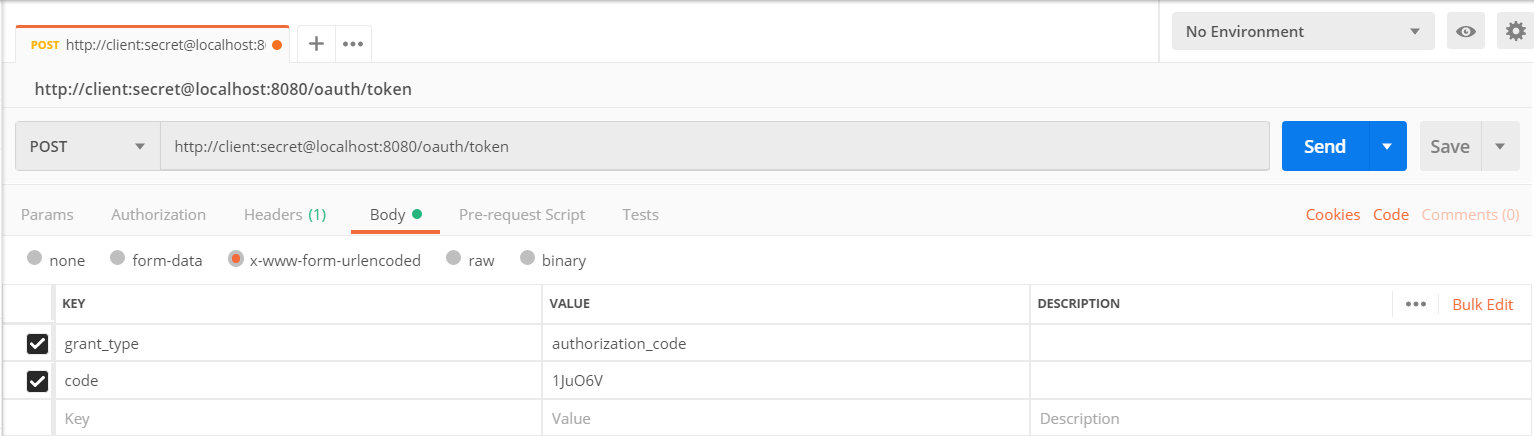 POST http://client:secret@localhost:8 No Environment
http://client:secret@localhost:8080/oauth/token
POST http://client:secret@localhost:8080/oauth/token Send Save
Params Authorization Headers (1) Body Pre-request Script Tests Cookies Code Comments (0)
none form-data x-www-form-urlencoded raw binary
KEY VALUE DESCRIPTION Bulk Edit
grant_type authorization_code
code 1JuO6V
Key Value Description